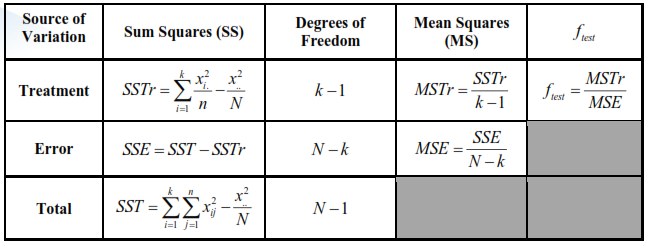 Source of Variation | Sum Squares (SS) | Degrees of Freedom | Mean Squares (MS) | f_test
Treatment | SSTr = \sum_{i=1}^{k} \frac{x_{i.}^{2}}{n} - \frac{x_{..}^{2}}{N} | k − 1 | MSTr = \frac{SSTr}{k-1} | f_{test} = \frac{MSTr}{MSE}
Error | SSE = SST − SSTr | N − k | MSE = \frac{SSE}{N-k}
Total | SST = \sum_{i=1}^{k} \sum_{j=1}^{n} x_{ij}^{2} - \frac{x_{..}^{2}}{N} | N − 1